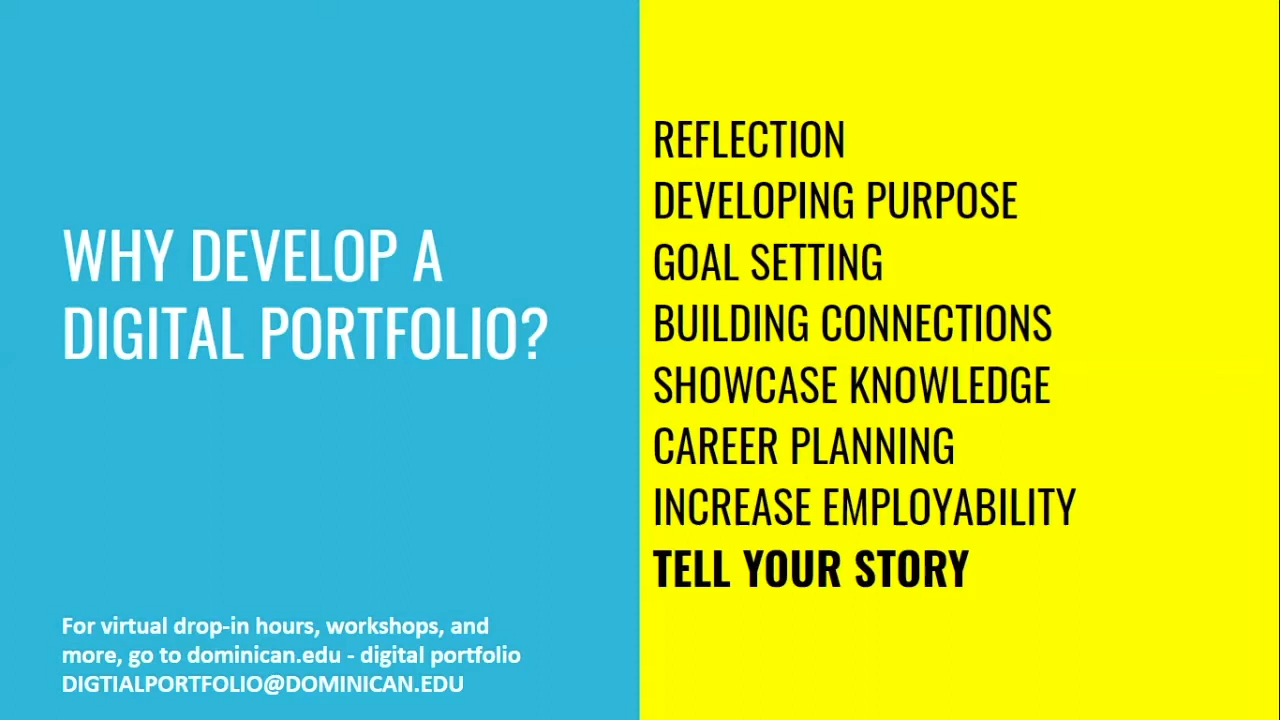 WHY DEVELOP A
DIGITAL PORTFOLIO?
For virtual drop-in hours, workshops, and
more, go to dominican.edu - digital portfolio
DIGTIALPORTFOLIO@DOMINICAN.EDU
REFLECTION
DEVELOPING PURPOSE
GOAL SETTING
BUILDING CONNECTIONS
SHOWCASE KNOWLEDGE
CAREER PLANNING
INCREASE EMPLOYABILITY
TELL YOUR STORY